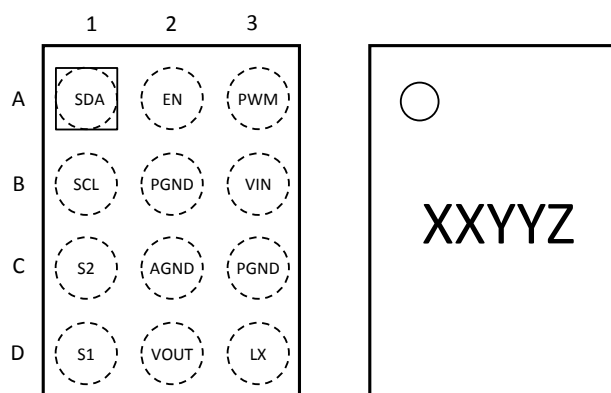 1 2 3
A SDA EN PWM
B SCL PGND VIN
XXYYZ
C S2 AGND PGND
D S1 VOUT LX